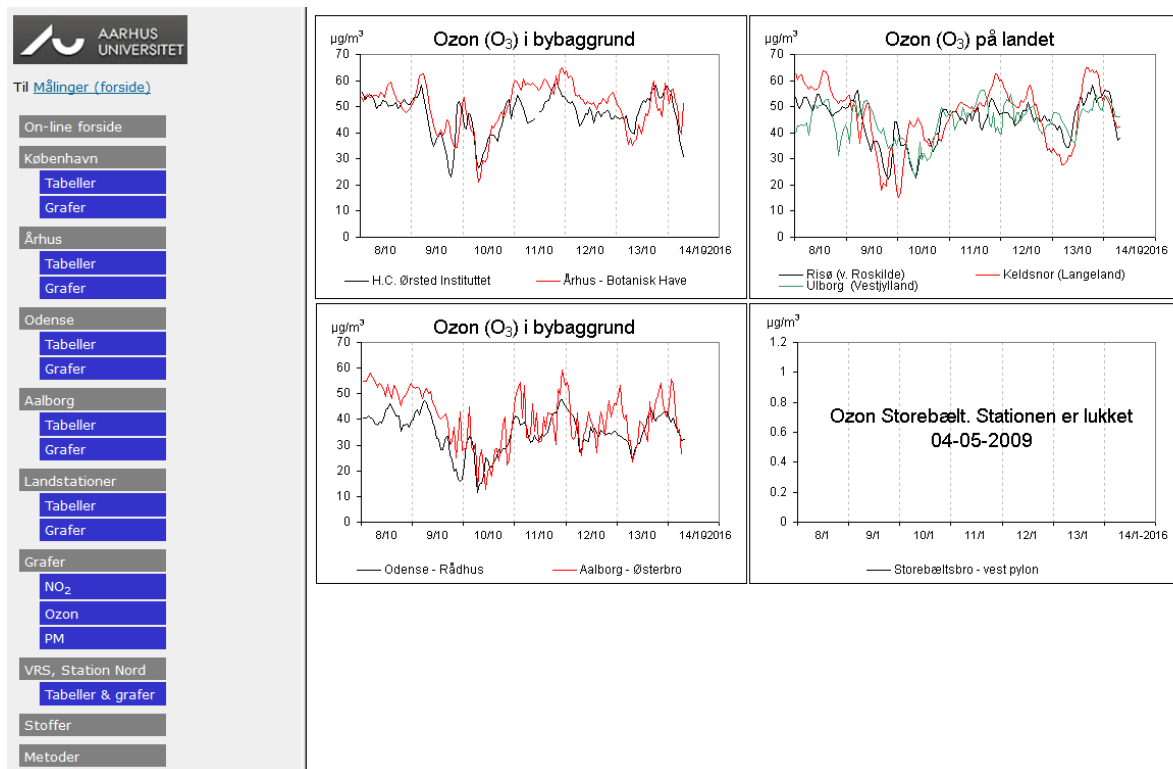 AARHUS
UNIVERSITET
Til Målinger (forside)
On-line forside
København
Tabeller
Grafer
Århus
Tabeller
Grafer
Odense
Tabeller
Grafer
Aalborg
Tabeller
Grafer
Landstationer
Tabeller
Grafer
Grafer
NO₂
Ozon
PM
VRS, Station Nord
Tabeller & grafer
Stoffer
Metoder
µg/m³
Ozon (O₃) i bybaggrund
70
60
50
40
30
20
10
0
8/10 9/10 10/10 11/10 12/10 13/10 14/10-2016
H.C. Ørsted Instituttet Århus - Botanisk Have
µg/m³
Ozon (O₃) på landet
70
60
50
40
30
20
10
0
8/10 9/10 10/10 11/10 12/10 13/10 14/10-2016
Risø (v. Roskilde) Keldsnor (Langeland)
Ulborg (Vestjylland)
µg/m³
Ozon (O₃) i bybaggrund
70
60
50
40
30
20
10
0
8/10 9/10 10/10 11/10 12/10 13/10 14/10-2016
Odense - Rådhus Aalborg - Østerbro
µg/m³
1.2
1
0.8
0.6
0.4
0.2
0
Ozon Storebælt. Stationen er lukket
04-05-2009
8/1 9/1 10/1 11/1 12/1 13/1 14/1-2016
Storebæltsbro - vest pylon